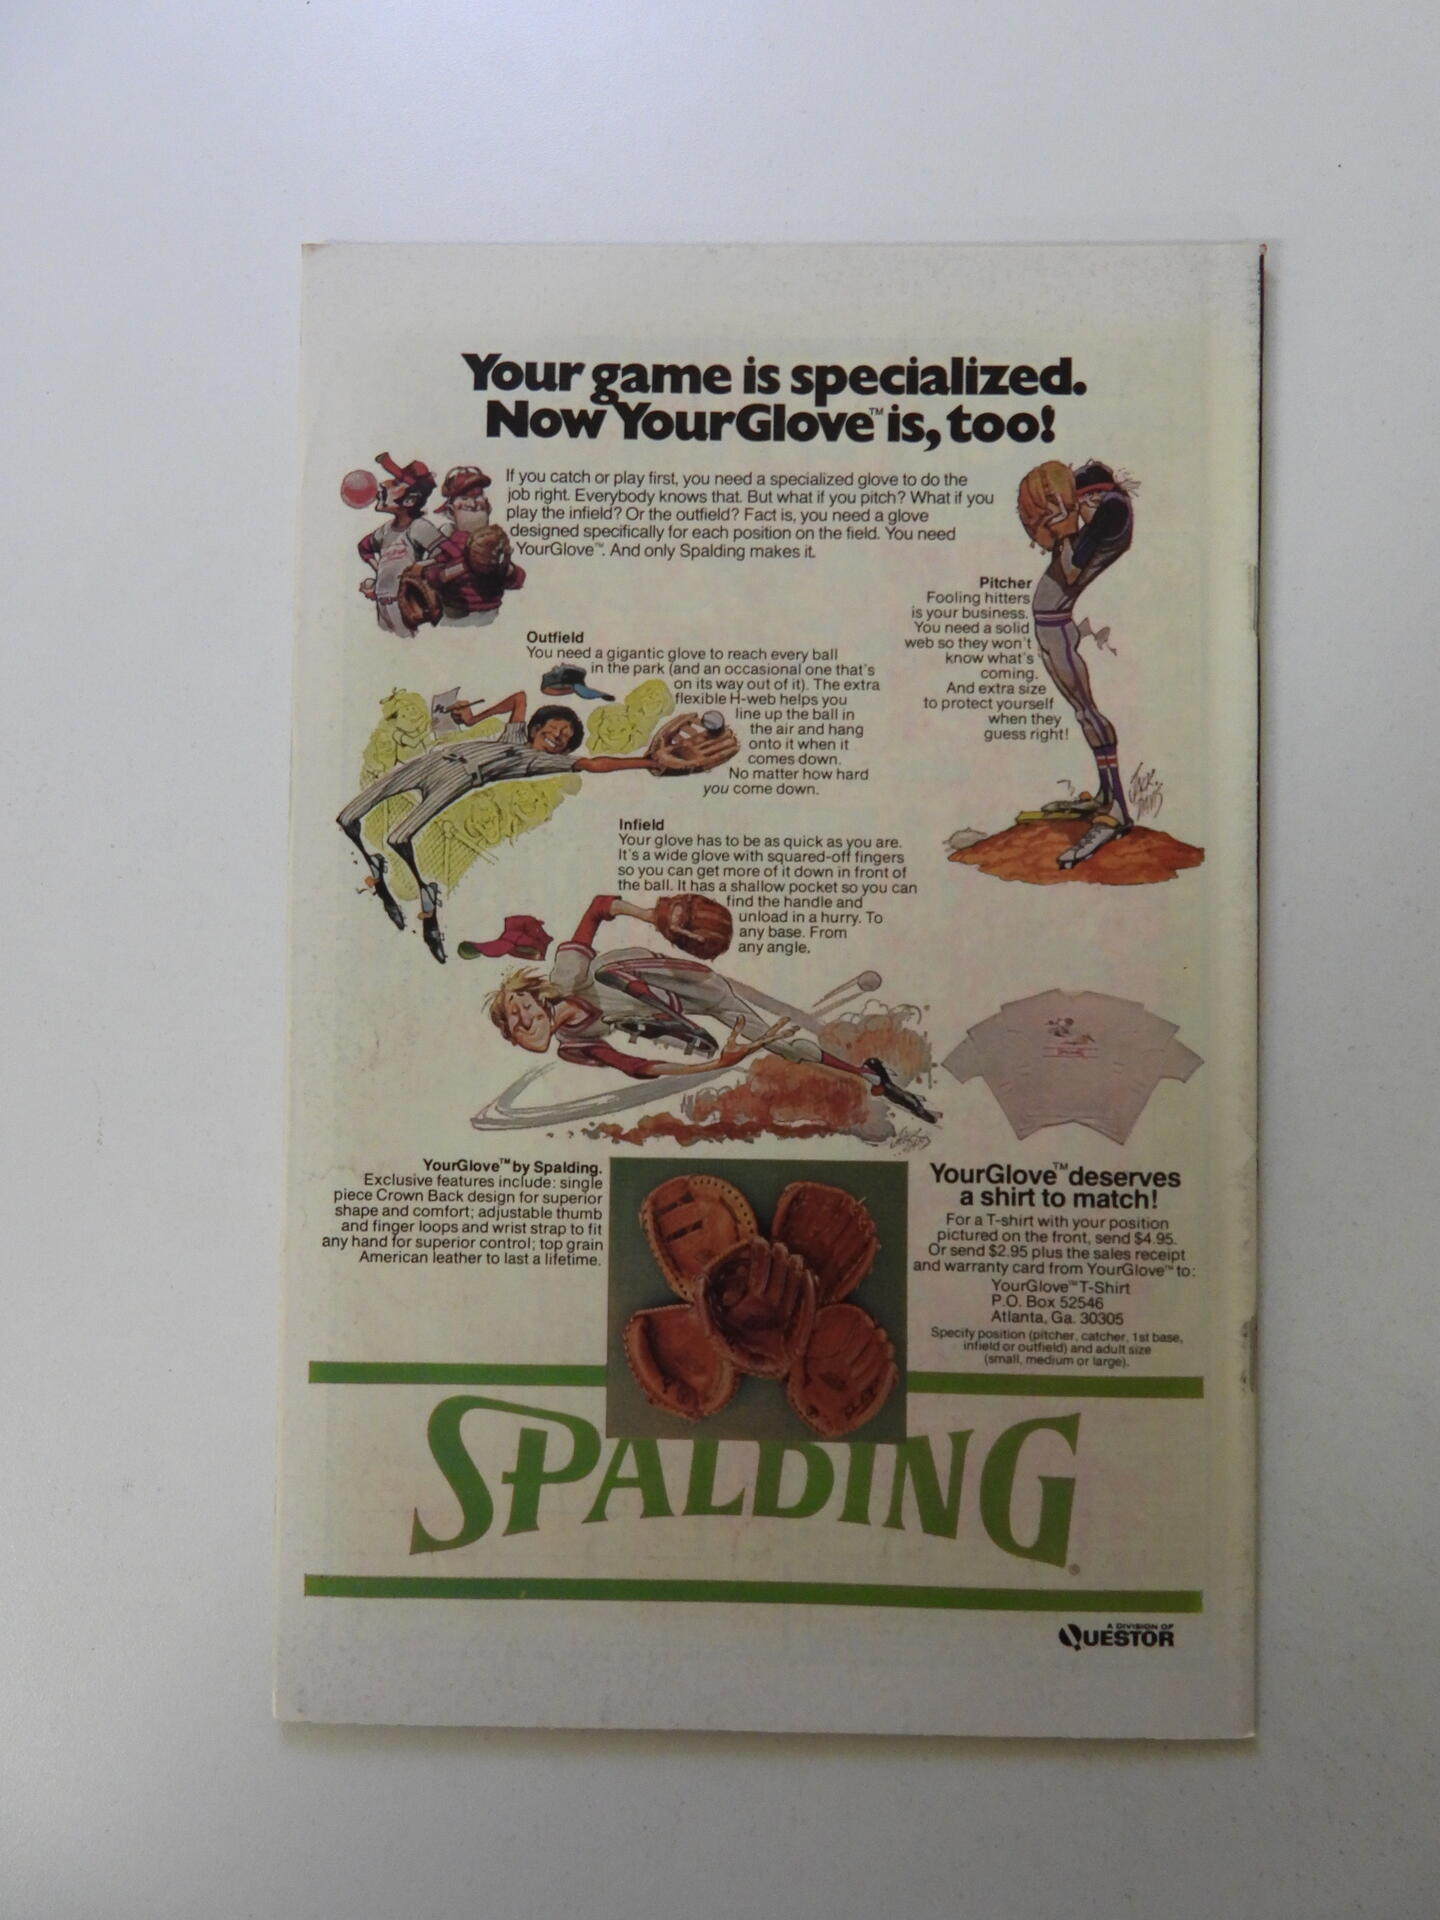 Your game is specialized.
Now YourGlove™ is, too!
If you catch or play first, you need a specialized glove to do the
job right. Everybody knows that. But what if you pitch? What if you
play the infield? Or the outfield? Fact is, you need a glove
designed specifically for each position on the field. You need
YourGlove™. And only Spalding makes it.
Pitcher
Fooling hitters
is your business.
You need a solid
web so they won't
know what's
coming.
And extra size
to protect yourself
when they
guess right!
Outfield
You need a gigantic glove to reach every ball
in the park (and an occasional one that's
on its way out of it). The extra
flexible H-web helps you
line up the ball in
the air and hang
onto it when it
comes down.
No matter how hard
you come down.
JACK DAVIS
Infield
Your glove has to be as quick as you are.
It's a wide glove with squared-off fingers
so you can get more of it down in front of
the ball. It has a shallow pocket so you can
find the handle and
unload in a hurry. To
any base. From
any angle.
YourGlove™ by Spalding.
Exclusive features include: single
piece Crown Back design for superior
shape and comfort; adjustable thumb
and finger loops and wrist strap to fit
any hand for superior control; top grain
American leather to last a lifetime.
YourGlove™ deserves
a shirt to match!
For a T-shirt with your position
pictured on the front, send $4.95.
Or send $2.95 plus the sales receipt
and warranty card from YourGlove™ to:
YourGlove™ T-Shirt
P.O. Box 52546
Atlanta, Ga. 30305
Specify position (pitcher, catcher, 1st base,
infield or outfield) and adult size
(small, medium or large).
SPALDING®
A DIVISION OF
QUESTOR